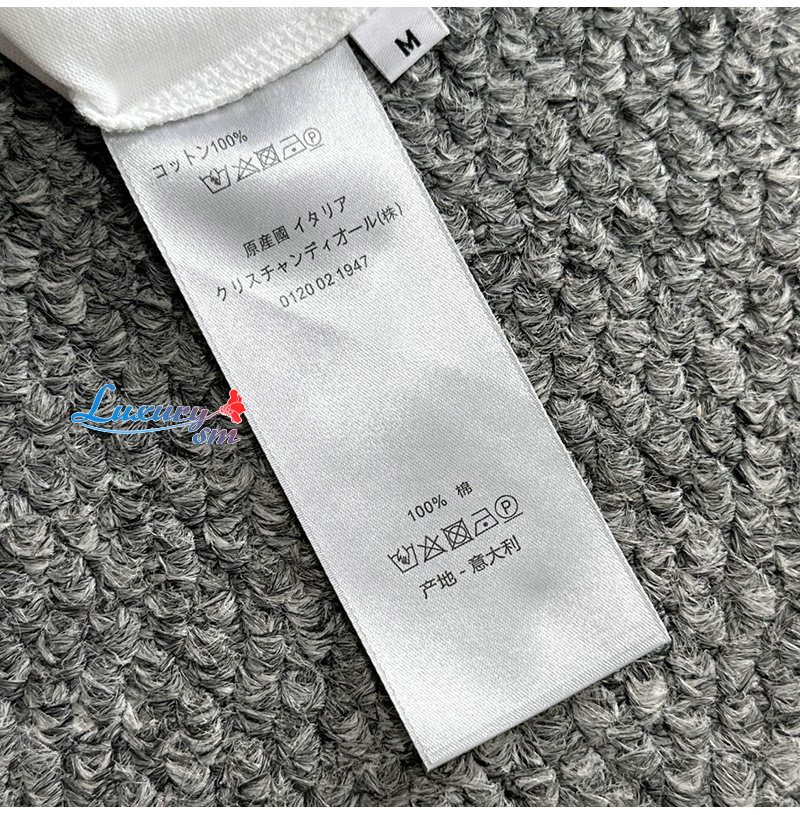 M
コットン100%
原産國 イタリア
クリスチャンディオール(株)
0120 02 1947
Luxury
sm
100% 棉
产地 - 意大利